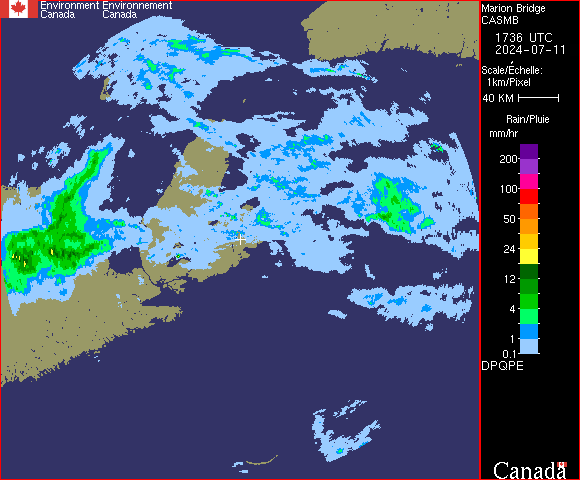 Environment Environnement
Canada Canada
Marion Bridge
CASMB
1736 UTC
2024-07-11
Scale/Echelle:
1km/Pixel
40 KM
Rain/Pluie
mm/hr
200
100
50
24
12
4
1
0.1
DPQPE
Canada